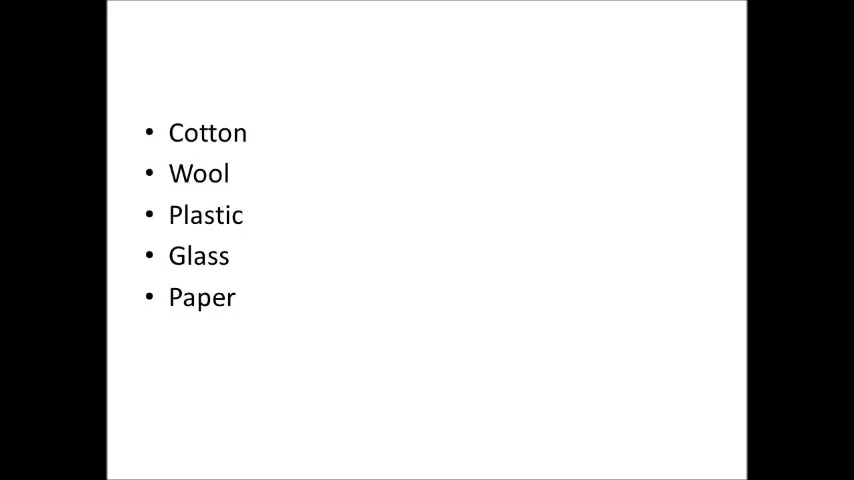 • Cotton
• Wool
• Plastic
• Glass
• Paper